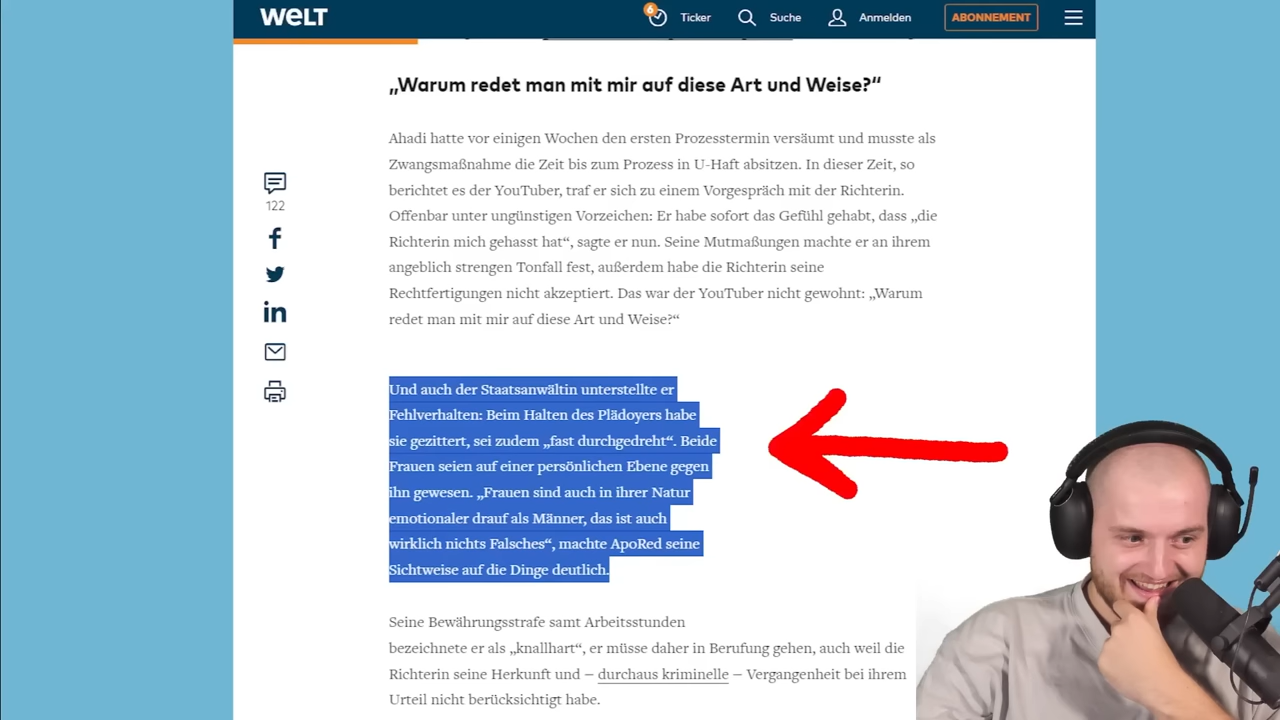 WELT
6
Ticker
Suche
Anmelden
ABONNEMENT
„Warum redet man mit mir auf diese Art und Weise?“
Ahadi hatte vor einigen Wochen den ersten Prozesstermin versäumt und musste als
Zwangsmaßnahme die Zeit bis zum Prozess in U-Haft absitzen. In dieser Zeit, so
berichtet es der YouTuber, traf er sich zu einem Vorgespräch mit der Richterin.
Offenbar unter ungünstigen Vorzeichen: Er habe sofort das Gefühl gehabt, dass „die
Richterin mich gehasst hat“, sagte er nun. Seine Mutmaßungen machte er an ihrem
angeblich strengen Tonfall fest, außerdem habe die Richterin seine
Rechtfertigungen nicht akzeptiert. Das war der YouTuber nicht gewohnt: „Warum
redet man mit mir auf diese Art und Weise?“
122
Und auch der Staatsanwältin unterstellte er
Fehlverhalten: Beim Halten des Plädoyers habe
sie gezittert, sei zudem „fast durchgedreht“. Beide
Frauen seien auf einer persönlichen Ebene gegen
ihn gewesen. „Frauen sind auch in ihrer Natur
emotionaler drauf als Männer, das ist auch
wirklich nichts Falsches“, machte ApoRed seine
Sichtweise auf die Dinge deutlich.
Seine Bewährungsstrafe samt Arbeitsstunden
bezeichnete er als „knallhart“, er müsse daher in Berufung gehen, auch weil die
Richterin seine Herkunft und – durchaus kriminelle – Vergangenheit bei ihrem
Urteil nicht berücksichtigt habe.